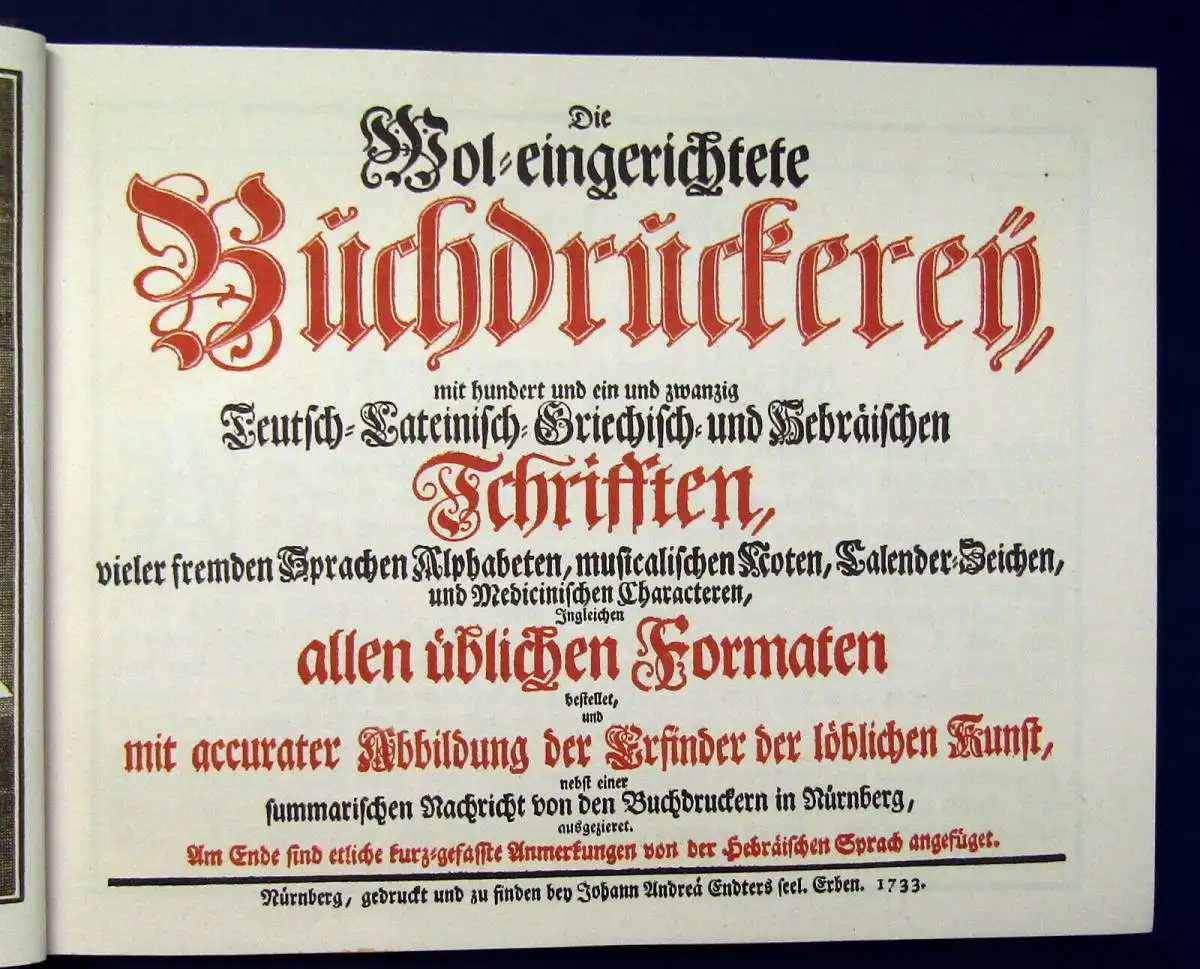 Die
Wol-eingerichtete
Buchdruckereÿ,
mit hundert und ein und zwanzig
Teutsch- Lateinisch- Griechisch- und Hebräischen
Schrifften,
vieler fremden Sprachen Alphabeten, musicalischen Noten, Calender-Zeichen,
und Medicinischen Characteren,
Ingleichen
allen üblichen Formaten
bestellet,
und
mit accurater Abbildung der Erfinder der löblichen Kunst,
nebst einer
summarischen Nachricht von den Buchdruckern in Nürnberg,
ausgezieret.
Am Ende sind etliche kurz-gefasste Anmerkungen von der Hebräischen Sprach angefüget.
Nürnberg, gedruckt und zu finden bey Johann Andreä Endters seel. Erben. 1733.